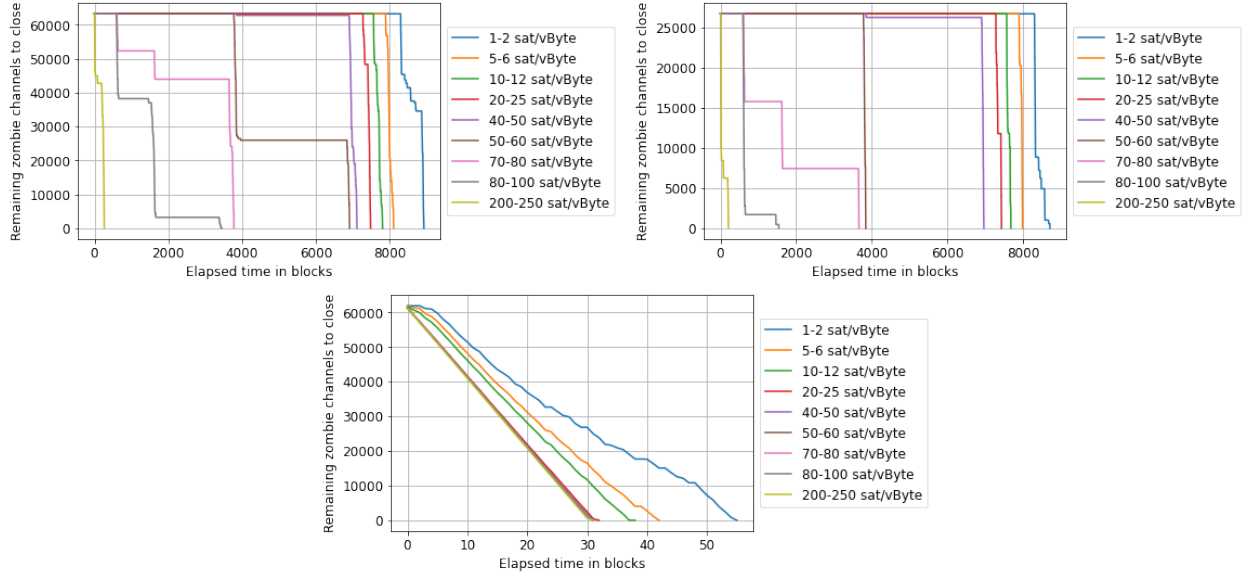 Remaining zombie channels to close
60000
50000
40000
30000
20000
10000
0
0 2000 4000 6000 8000
Elapsed time in blocks
1-2 sat/vByte
5-6 sat/vByte
10-12 sat/vByte
20-25 sat/vByte
40-50 sat/vByte
50-60 sat/vByte
70-80 sat/vByte
80-100 sat/vByte
200-250 sat/vByte
Remaining zombie channels to close
25000
20000
15000
10000
5000
0
0 2000 4000 6000 8000
Elapsed time in blocks
1-2 sat/vByte
5-6 sat/vByte
10-12 sat/vByte
20-25 sat/vByte
40-50 sat/vByte
50-60 sat/vByte
70-80 sat/vByte
80-100 sat/vByte
200-250 sat/vByte
Remaining zombie channels to close
60000
50000
40000
30000
20000
10000
0
0 10 20 30 40 50
Elapsed time in blocks
1-2 sat/vByte
5-6 sat/vByte
10-12 sat/vByte
20-25 sat/vByte
40-50 sat/vByte
50-60 sat/vByte
70-80 sat/vByte
80-100 sat/vByte
200-250 sat/vByte